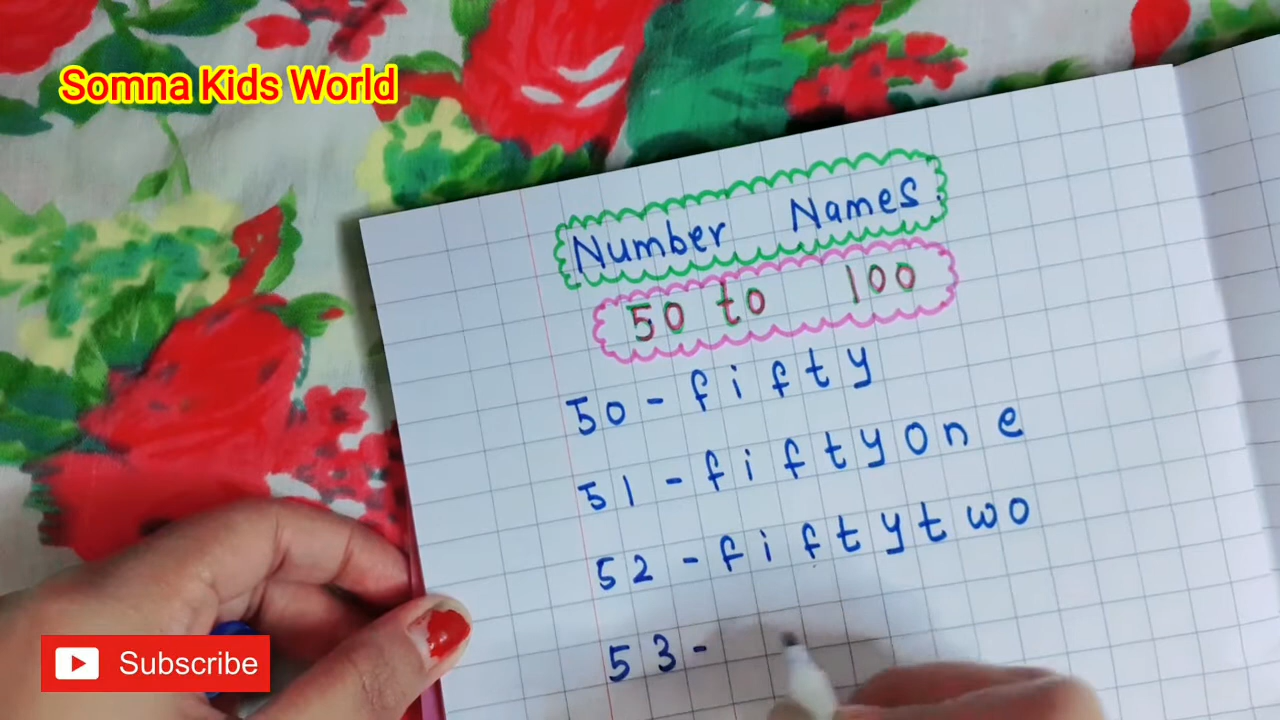 Somna Kids World
Number Names
50 to 100
50 - fifty
51 - fiftyone
52 - fiftytwo
53 -
Subscribe